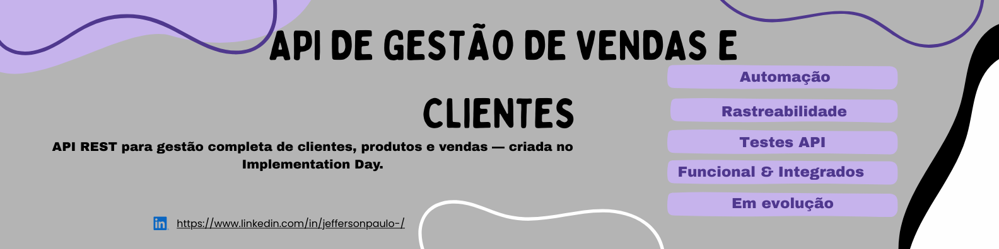 API DE GESTÃO DE VENDAS E
CLIENTES
API REST para gestão completa de clientes, produtos e vendas — criada no
Implementation Day.
Automação
Rastreabilidade
Testes API
Funcional & Integrados
Em evolução
in
https://www.linkedin.com/in/jeffersonpaulo-/